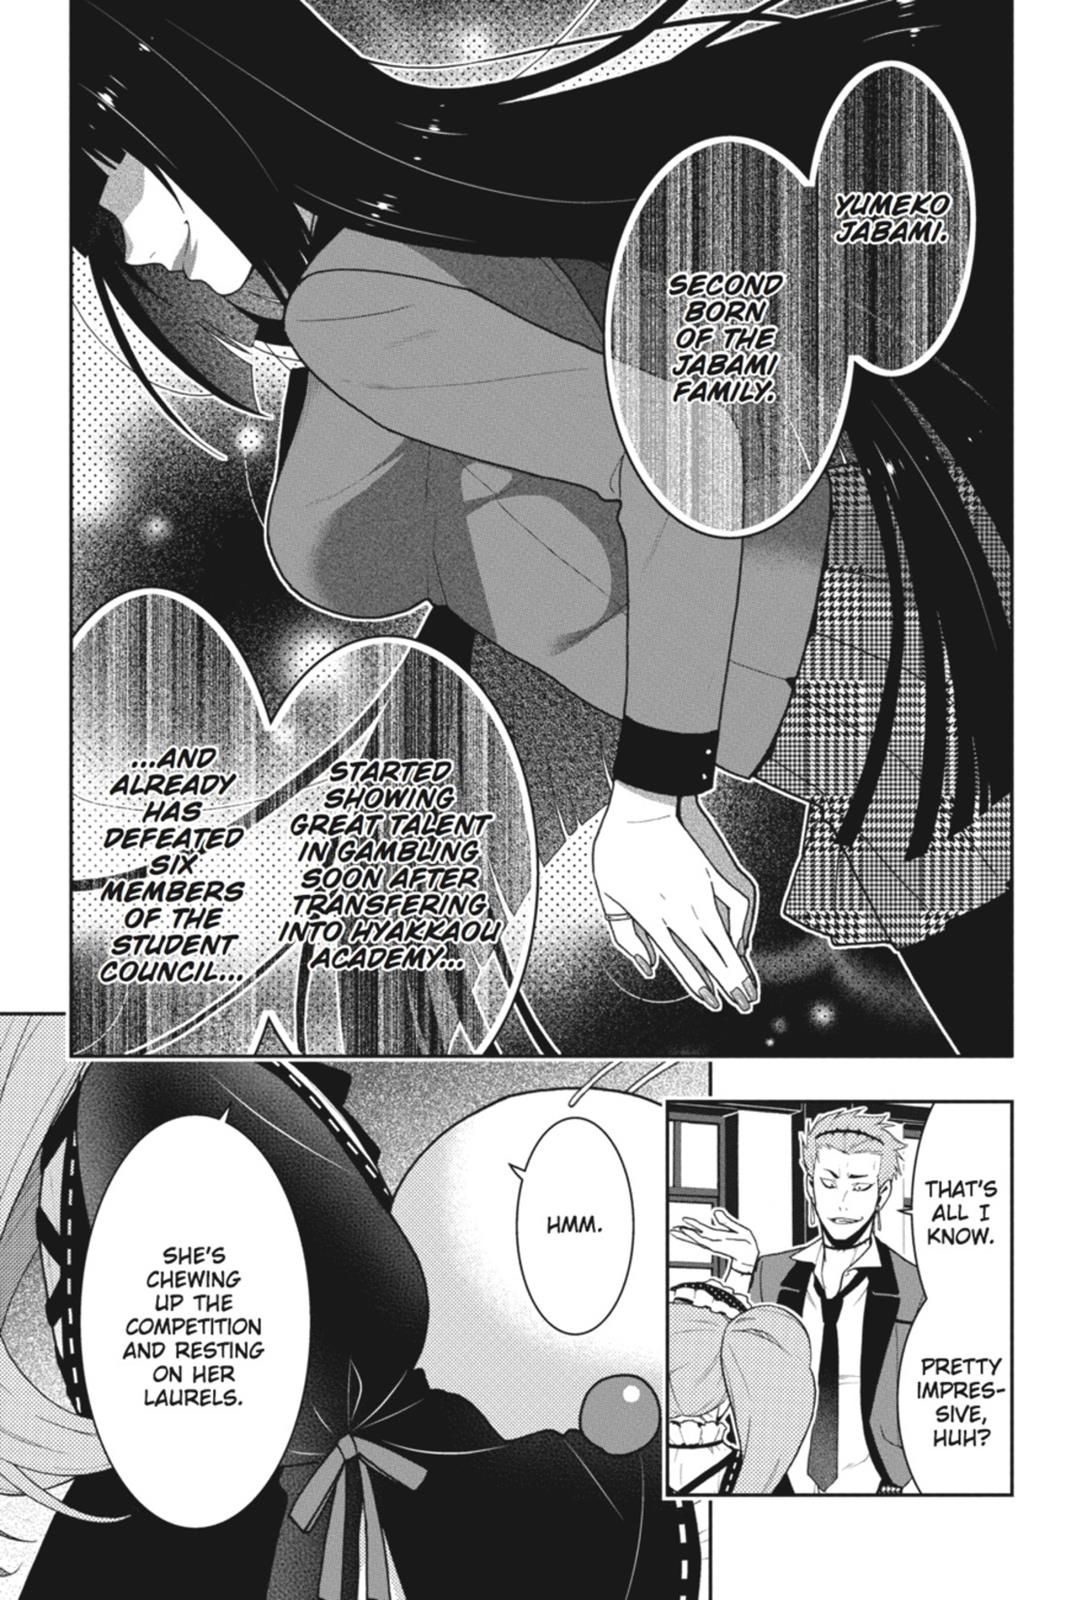 YUMEKO
JABAMI.
SECOND
BORN
OF THE
JABAMI
FAMILY.
STARTED
SHOWING
GREAT TALENT
IN GAMBLING
SOON AFTER
TRANSFERING
INTO HYAKKAOU
ACADEMY...
...AND
ALREADY
HAS
DEFEATED
SIX
MEMBERS
OF THE
STUDENT
COUNCIL...
THAT'S
ALL I
KNOW.
PRETTY
IMPRES-
SIVE,
HUH?
HMM.
SHE'S
CHEWING
UP THE
COMPETITION
AND RESTING
ON HER
LAURELS.